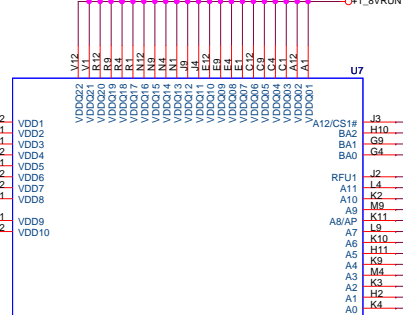 +1_8VRUN
V12 V1 R12 R9 R4 R1 N12 N9 N4 N1 J9 J4 E12 E9 E4 E1 C12 C9 C4 C1 A12 A1
U7
VDDQ22 VDDQ21 VDDQ20 VDDQ19 VDDQ18 VDDQ17 VDDQ16 VDDQ15 VDDQ14 VDDQ13 VDDQ12 VDDQ11 VDDQ10 VDDQ09 VDDQ08 VDDQ07 VDDQ06 VDDQ05 VDDQ04 VDDQ03 VDDQ02 VDDQ01
VDD1 A12/CS1# J3
VDD2 BA2 H10
VDD3 BA1 G9
VDD4 BA0 G4
VDD5
VDD6 RFU1 J2
VDD7 A11 L4
VDD8 A10 K2
A9 M9
VDD9 A8/AP K11
VDD10 A7 L9
A6 K10
A5 H11
A4 K9
A3 M4
A2 K3
A1 H2
A0 K4